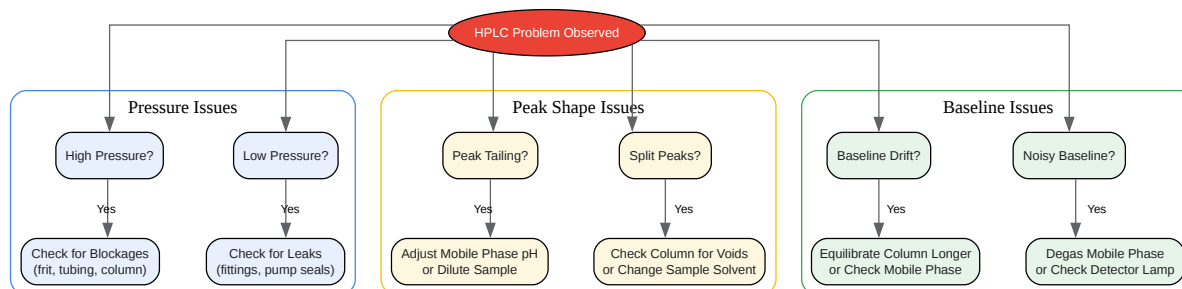 HPLC Problem Observed
Pressure Issues
Peak Shape Issues
Baseline Issues
High Pressure?
Low Pressure?
Peak Tailing?
Split Peaks?
Baseline Drift?
Noisy Baseline?
Yes
Yes
Yes
Yes
Yes
Yes
Check for Blockages
(frit, tubing, column)
Check for Leaks
(fittings, pump seals)
Adjust Mobile Phase pH
or Dilute Sample
Check Column for Voids
or Change Sample Solvent
Equilibrate Column Longer
or Check Mobile Phase
Degas Mobile Phase
or Check Detector Lamp